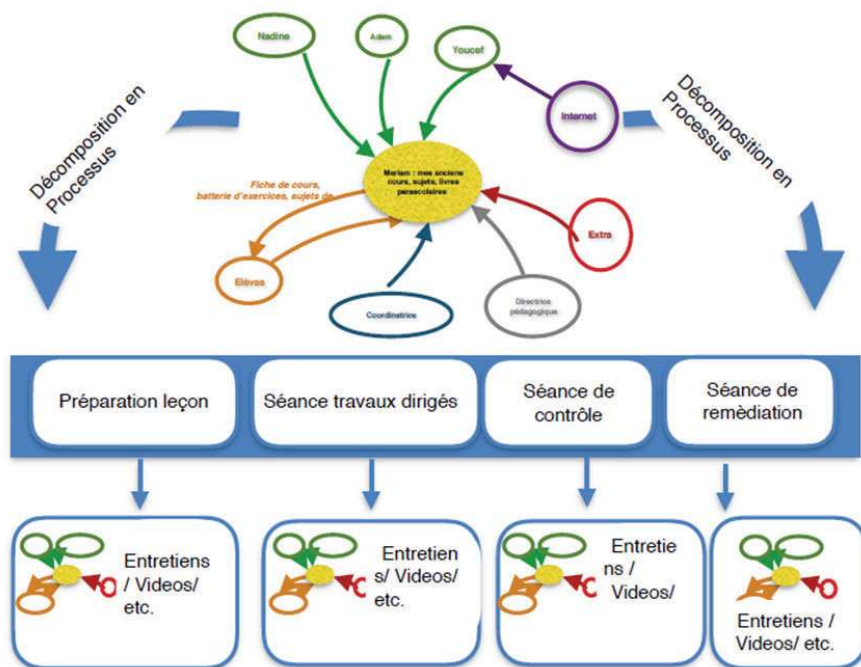 Nadine
Adem
Youcef
Internet
Décomposition en
Processus
Décomposition en
Processus
Meriem : mes anciens
cours, sujets, livres
parascolaires
Fiche de cours,
batterie d'exercices, sujets de
Extra
Elèves
Coordinatrice
Directrice
pédagogique
Préparation leçon
Séance travaux dirigés
Séance de
contrôle
Séance de
remèdiation
Entretiens
/ Videos/
etc.
Entretien
s/ Videos/
etc.
Entretie
ns /
Videos/
Entretiens /
Videos/ etc.